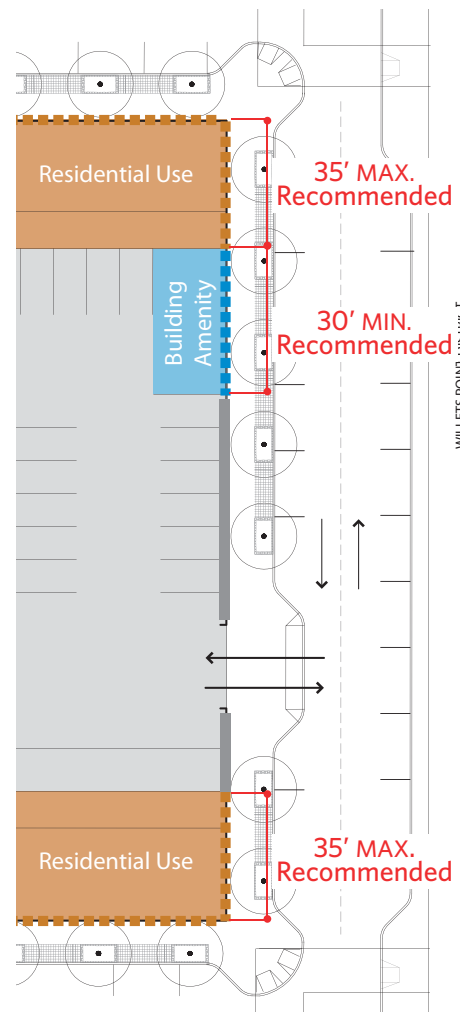 Residential Use
35' MAX.
Recommended
Building
Amenity
30' MIN.
Recommended
Residential Use
35' MAX.
Recommended